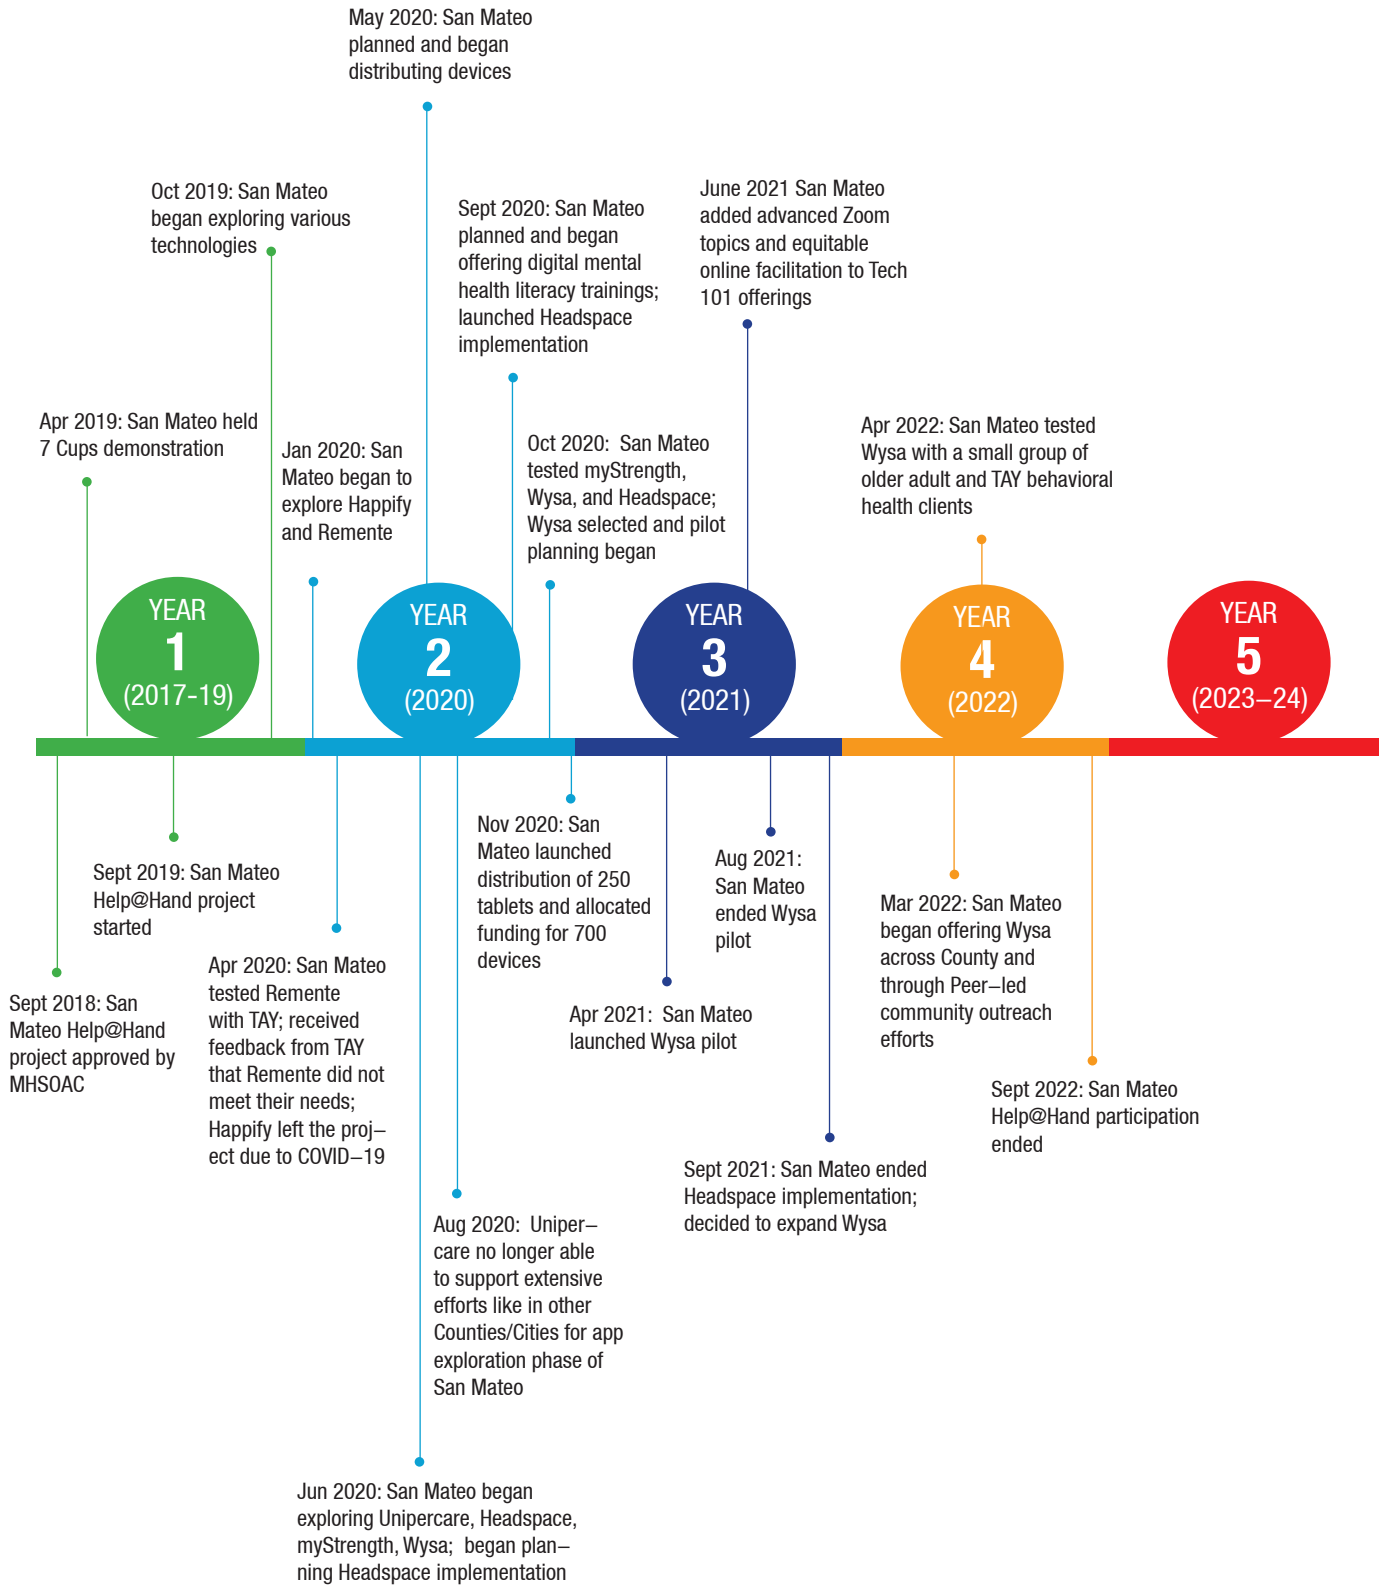 May 2020: San Mateo
planned and began
distributing devices
Oct 2019: San Mateo
began exploring various
technologies
Sept 2020: San Mateo
planned and began
offering digital mental
health literacy trainings;
launched Headspace
implementation
June 2021 San Mateo
added advanced Zoom
topics and equitable
online facilitation to Tech
101 offerings
Apr 2019: San Mateo held
7 Cups demonstration
Jan 2020: San
Mateo began to
explore Happify
and Remente
Oct 2020:  San Mateo
tested myStrength,
Wysa, and Headspace;
Wysa selected and pilot
planning began
Apr 2022: San Mateo tested
Wysa with a small group of
older adult and TAY behavioral
health clients
YEAR
1
(2017-19)
YEAR
2
(2020)
YEAR
3
(2021)
YEAR
4
(2022)
YEAR
5
(2023–24)
Sept 2018: San
Mateo Help@Hand
project approved by
MHSOAC
Sept 2019: San Mateo
Help@Hand project
started
Apr 2020: San Mateo
tested Remente
with TAY; received
feedback from TAY
that Remente did not
meet their needs;
Happify left the proj–
ect due to COVID–19
Nov 2020: San
Mateo launched
distribution of 250
tablets and allocated
funding for 700
devices
Apr 2021:  San Mateo
launched Wysa pilot
Aug 2021:
San Mateo
ended Wysa
pilot
Mar 2022: San Mateo
began offering Wysa
across County and
through Peer–led
community outreach
efforts
Sept 2022: San Mateo
Help@Hand participation
ended
Sept 2021: San Mateo ended
Headspace implementation;
decided to expand Wysa
Aug 2020:  Uniper–
care no longer able
to support extensive
efforts like in other
Counties/Cities for app
exploration phase of
San Mateo
Jun 2020: San Mateo began
exploring Unipercare, Headspace,
myStrength, Wysa;  began plan–
ning Headspace implementation